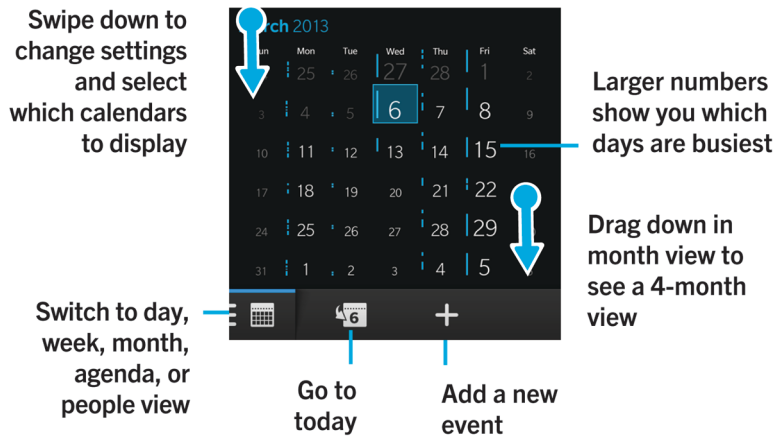 Swipe down to
change settings
and select
which calendars
to display
rch 2013
un Mon Tue Wed Thu Fri Sat
25 26 27 28 1 2
3 4 5 6 7 8 9
10 11 12 13 14 15 16
17 18 19 20 21 22
24 25 26 27 28 29
31 1 2 3 4 5
6
Larger numbers
show you which
days are busiest
Drag down in
month view to
see a 4-month
view
Switch to day,
week, month,
agenda, or
people view
Go to
today
Add a new
event